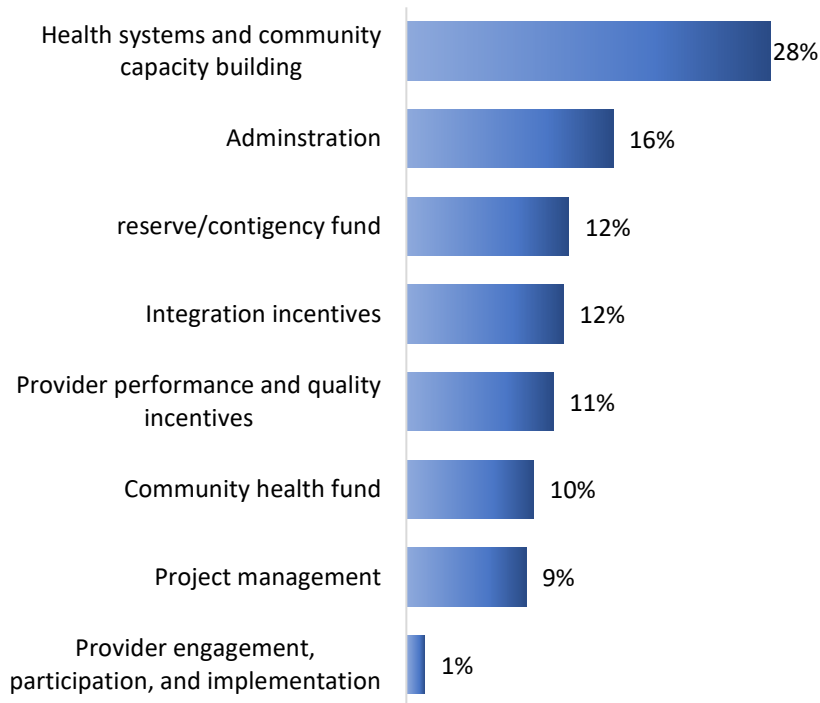 Health systems and community
capacity building
28%
Adminstration
16%
reserve/contigency fund
12%
Integration incentives
12%
Provider performance and quality
incentives
11%
Community health fund
10%
Project management
9%
Provider engagement,
participation, and implementation
1%